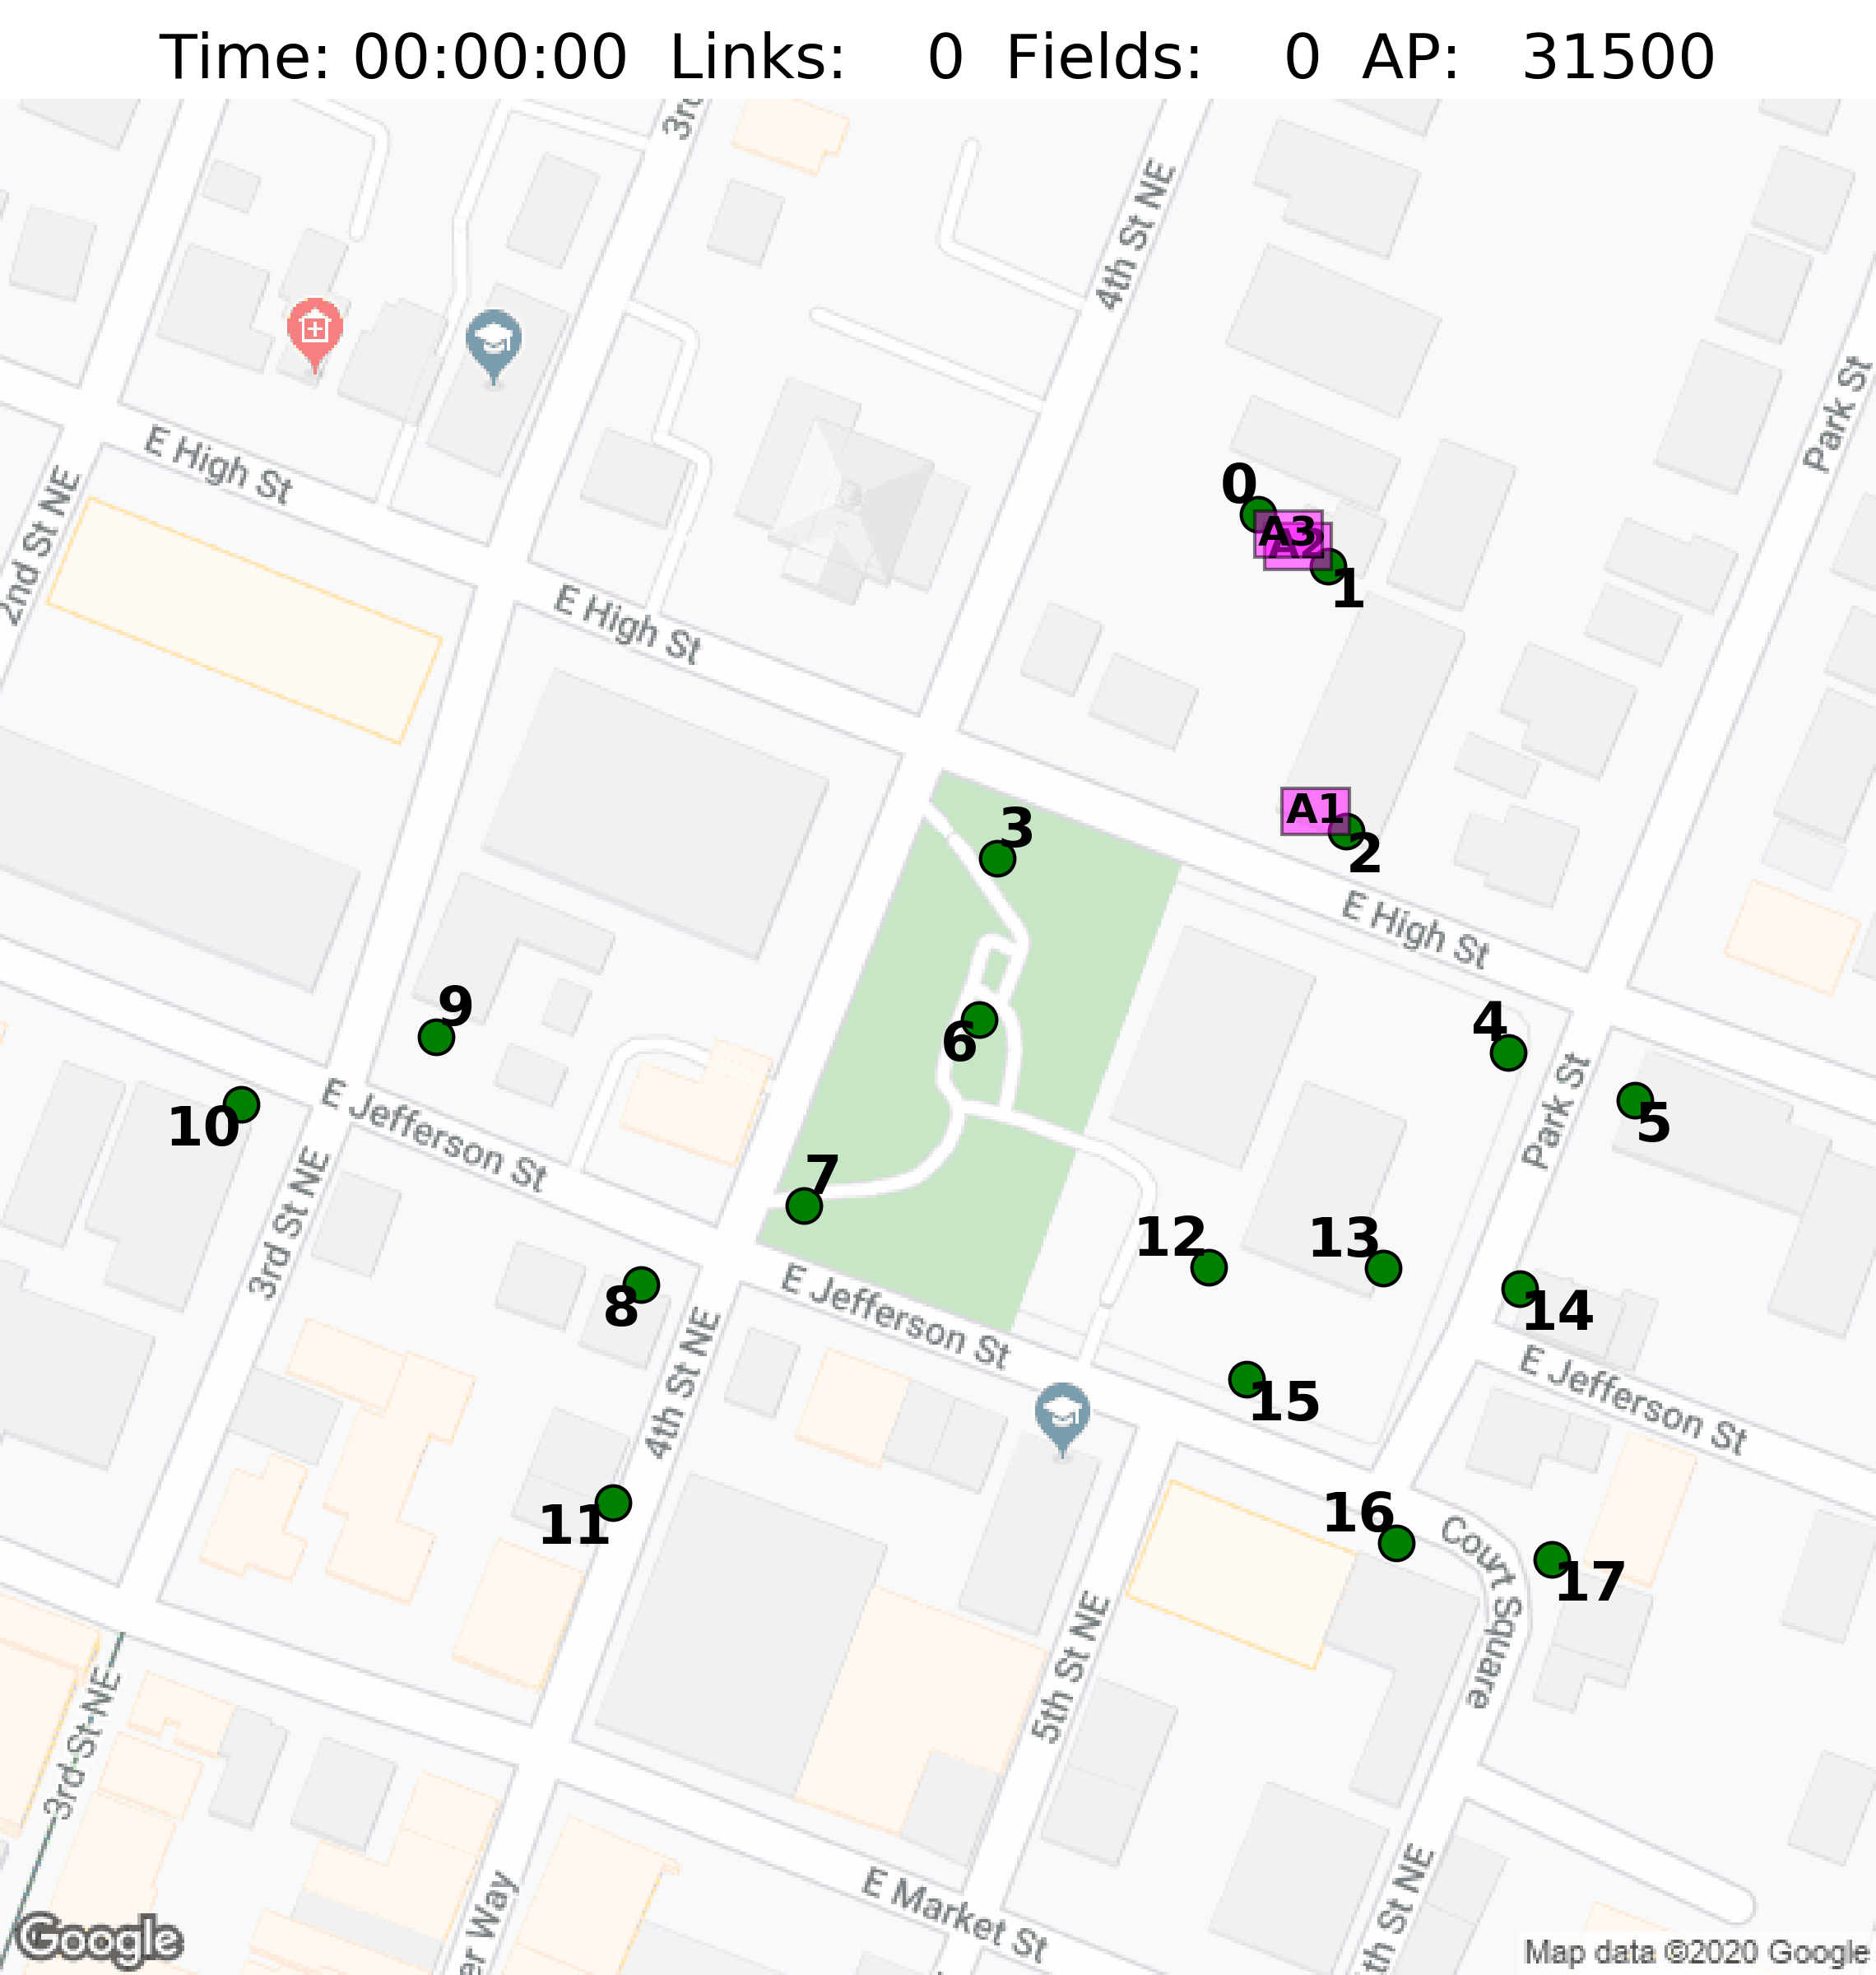 Time: 00:00:00 Links: 0 Fields: 0 AP: 31500
3rd
4th St NE
Park St
E High St
2nd St NE
0
A3
A2
1
E High St
A1
2
3
E High St
9
6
4
5
Park St
10
E Jefferson St
3rd St NE
7
12
13
14
8
E Jefferson St
E Jefferson St
4th St NE
15
11
16
Court Square
17
5th St NE
3rd St NE
E Market St
er Way
th St NE
Google
Map data ©2020 Google